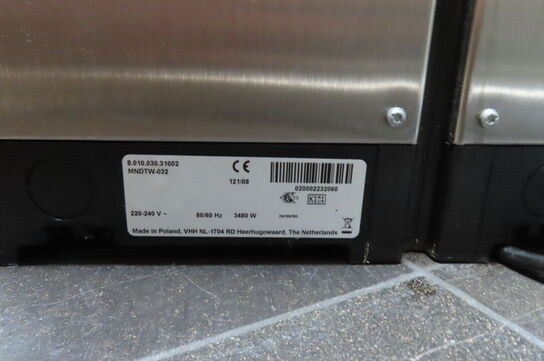 8.010.030.31002
MNDTW-032
CE
121/08
020002232060
220-240 V ~ 50/60 Hz 3480 W PATENTED
Made in Poland. VHH NL-1704 RD Heerhugowaard, The Netherlands